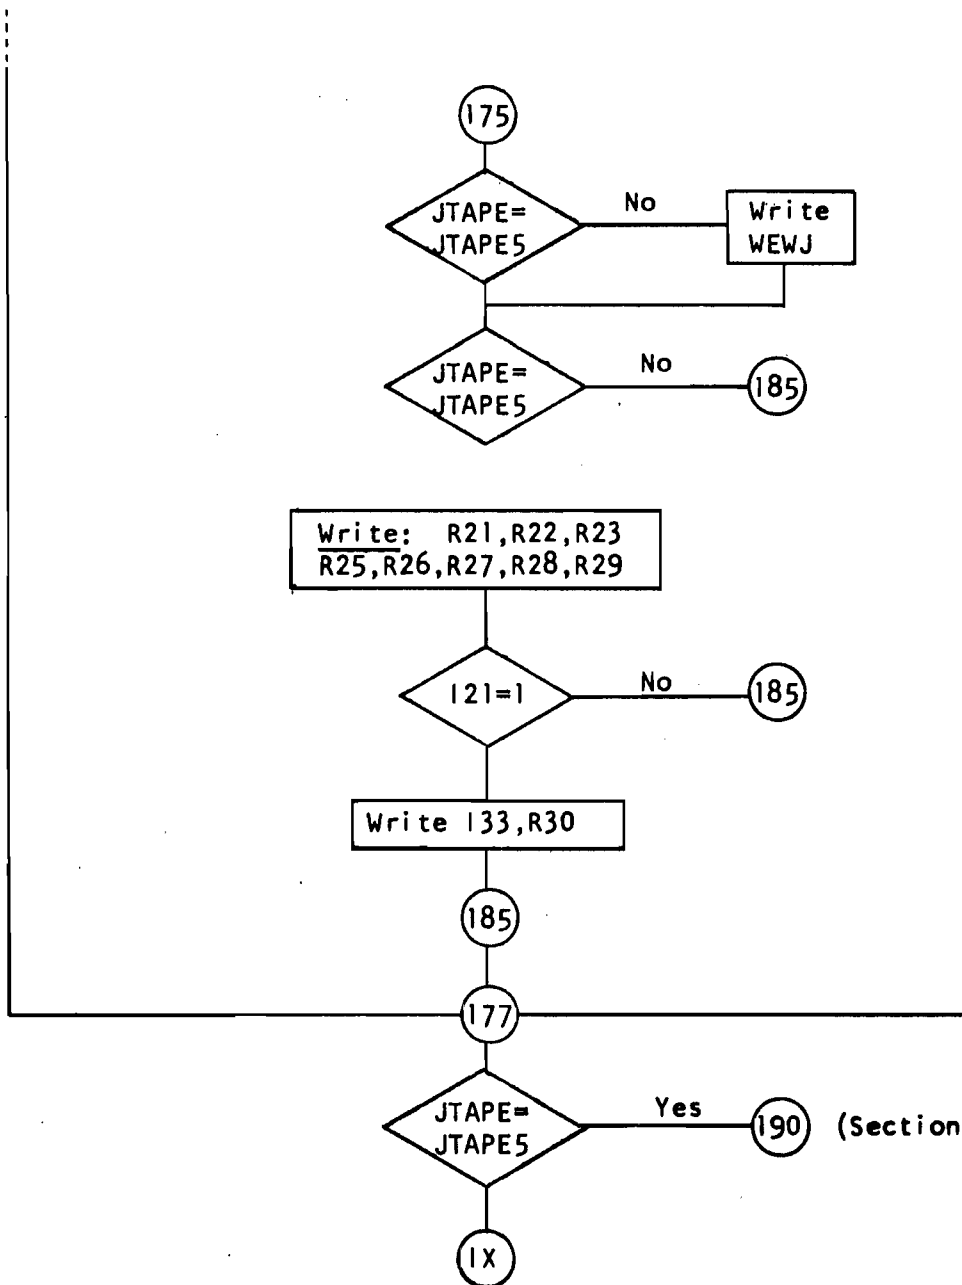 175
JTAPE=
JTAPE5
No
Write
WEWJ
JTAPE=
JTAPE5
No
185
Write: R21,R22,R23
R25,R26,R27,R28,R29
I21=1
No
185
Write I33,R30
185
177
JTAPE=
JTAPE5
Yes
190 (Section
IX